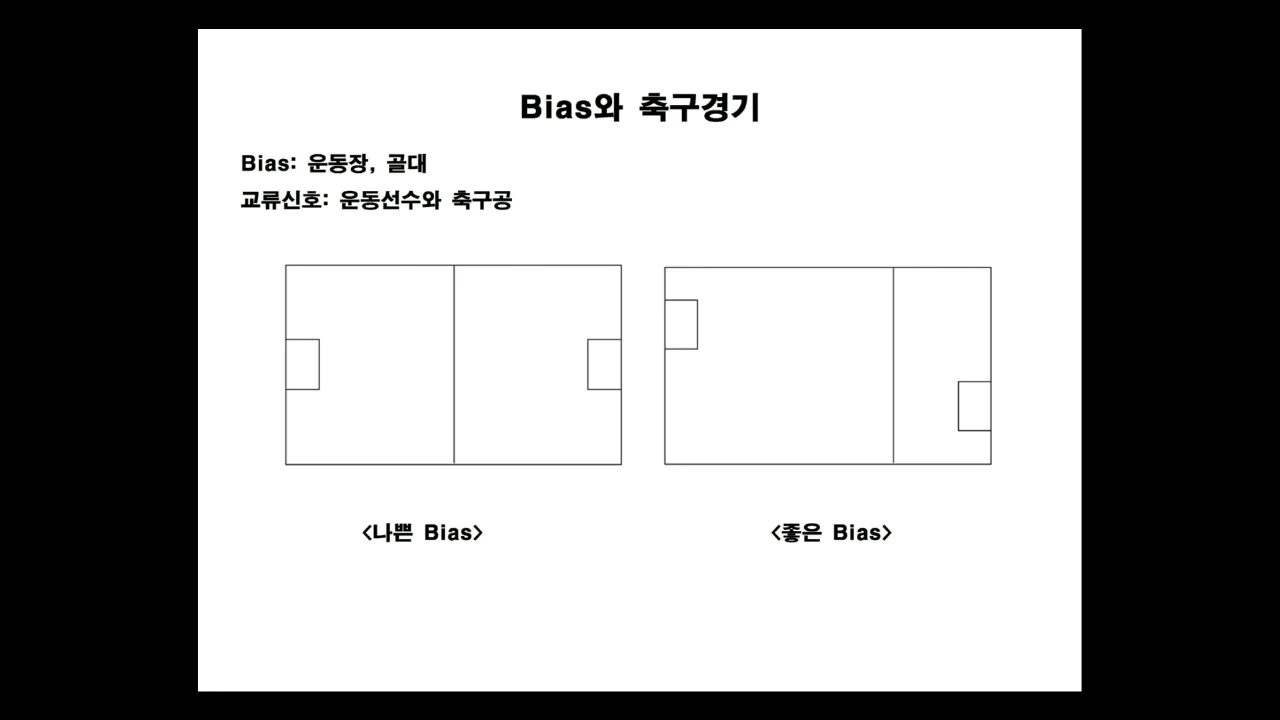 Bias와 축구경기
Bias: 운동장, 골대
교류신호: 운동선수와 축구공
<나쁜 Bias>
<좋은 Bias>